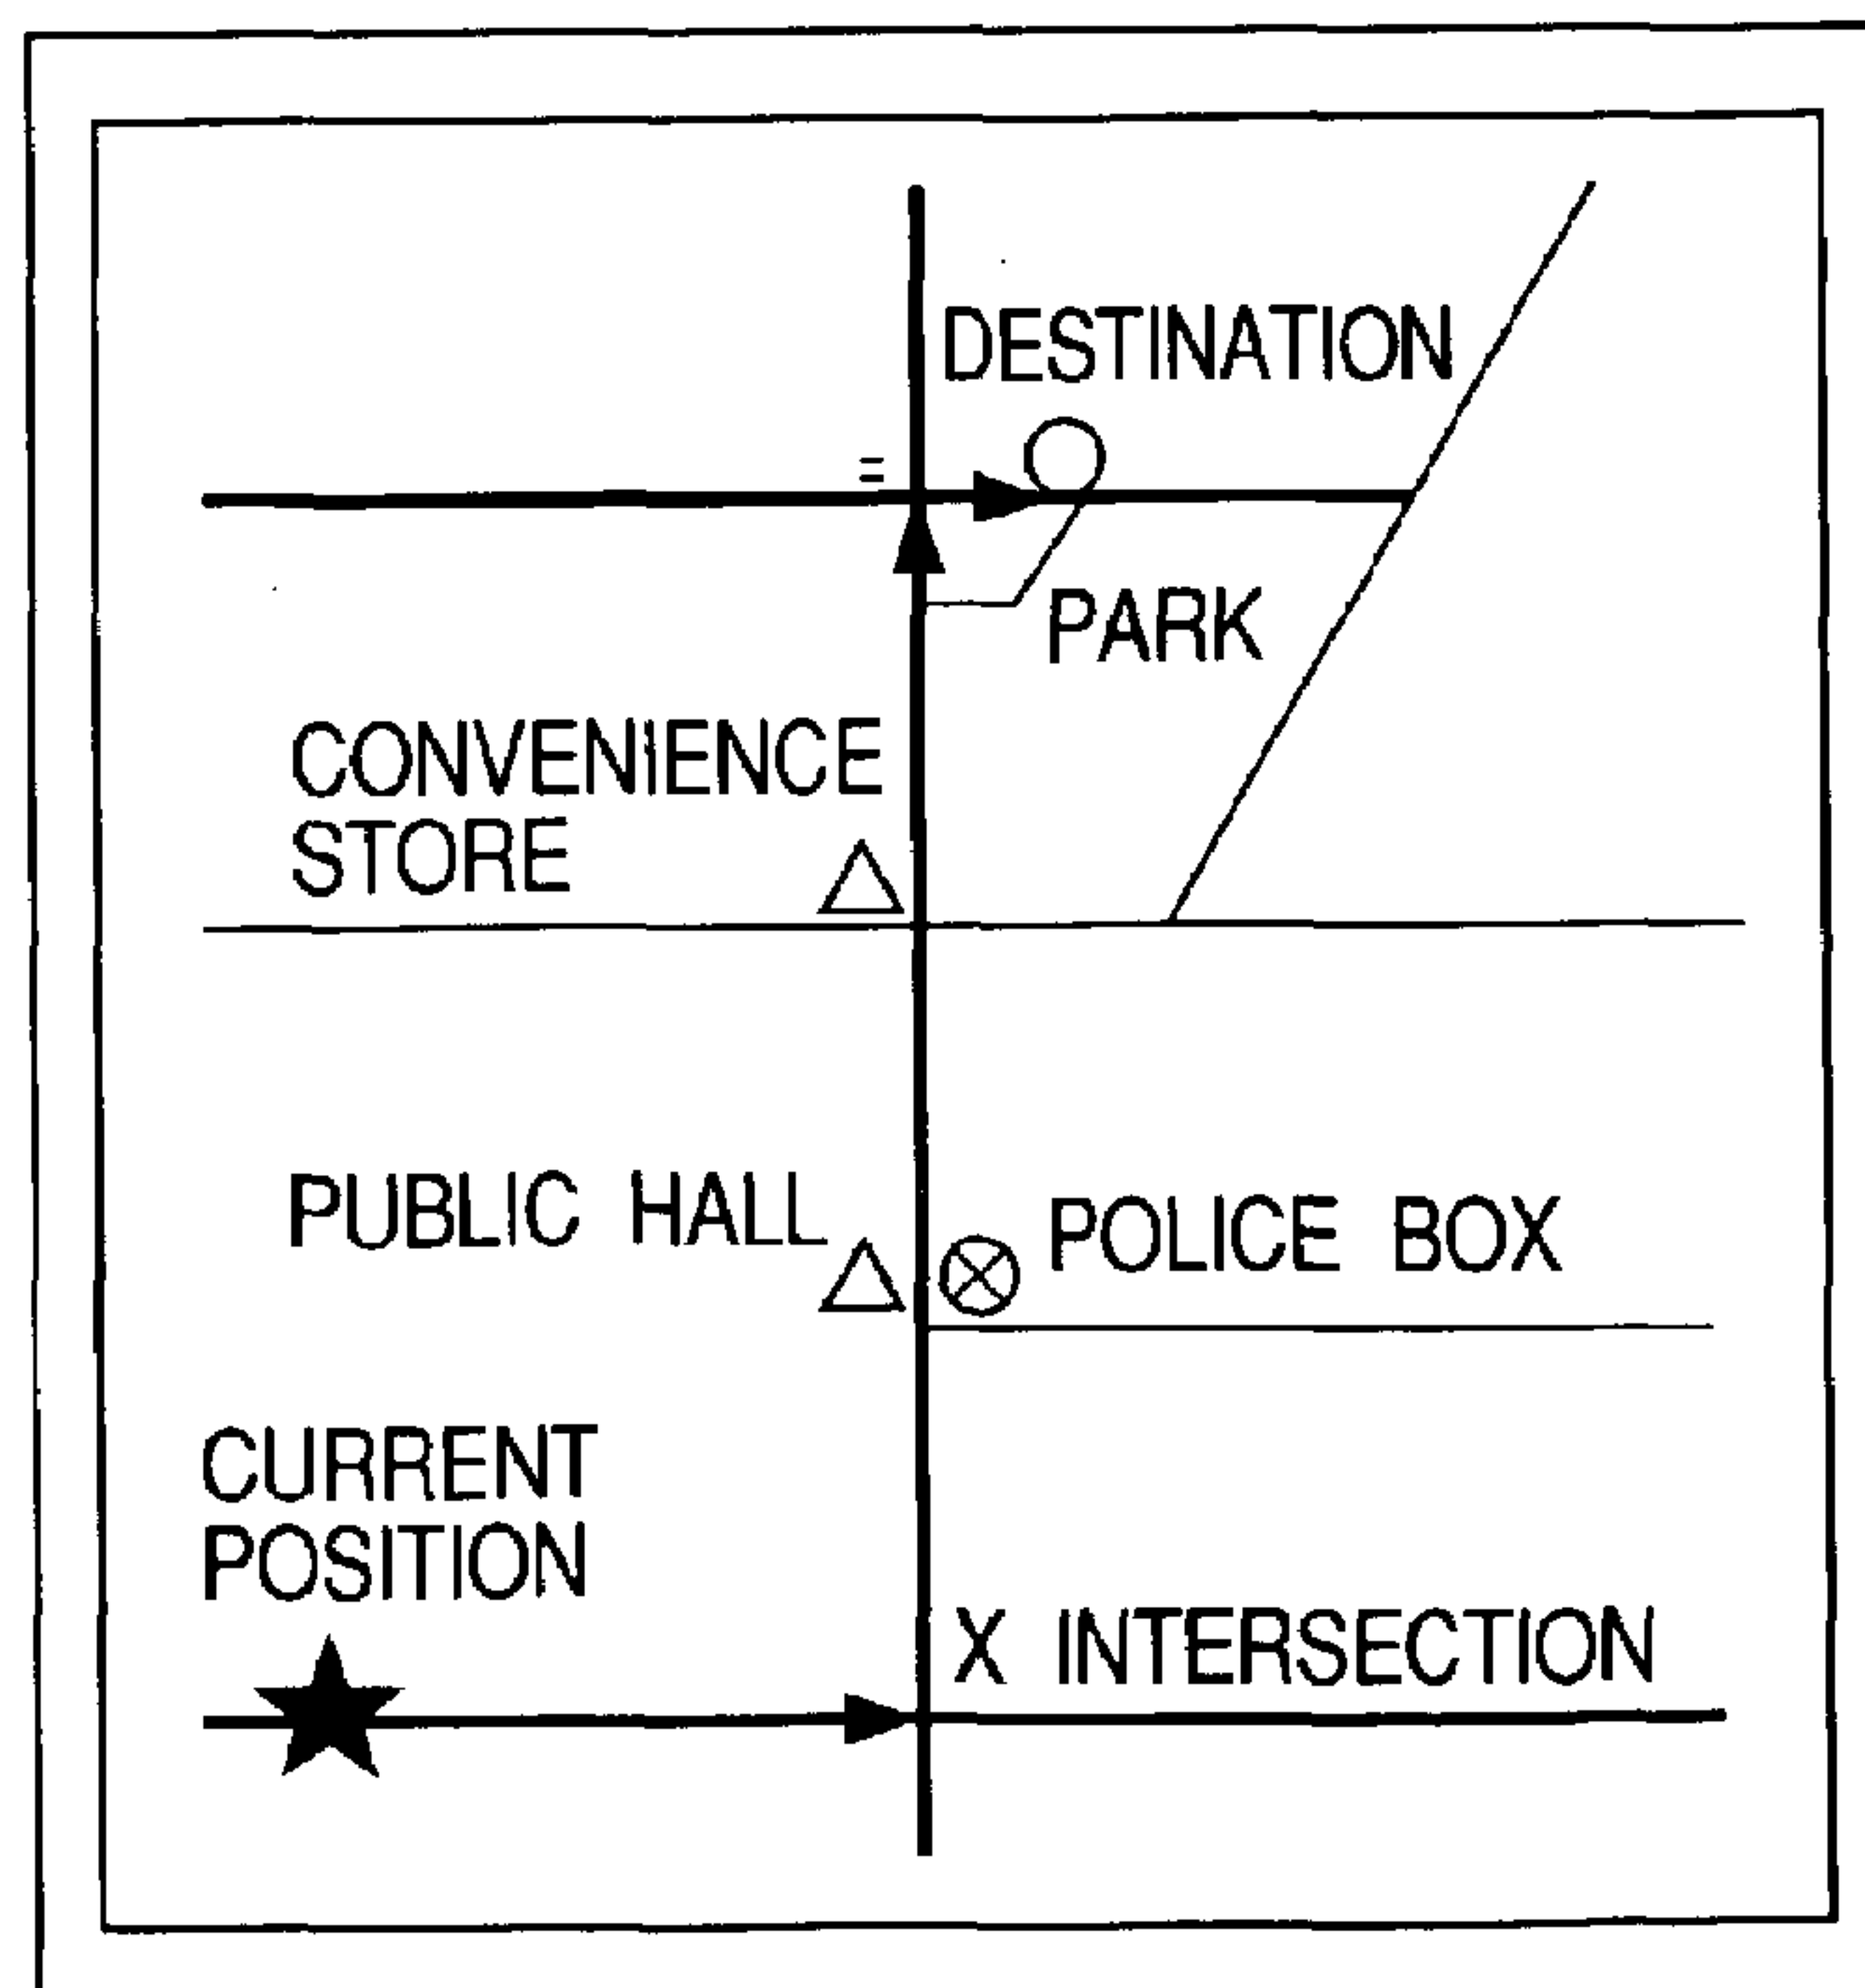 DESTINATION
PARK
CONVENIENCE
STORE
PUBLIC HALL
POLICE BOX
CURRENT
POSITION
X INTERSECTION